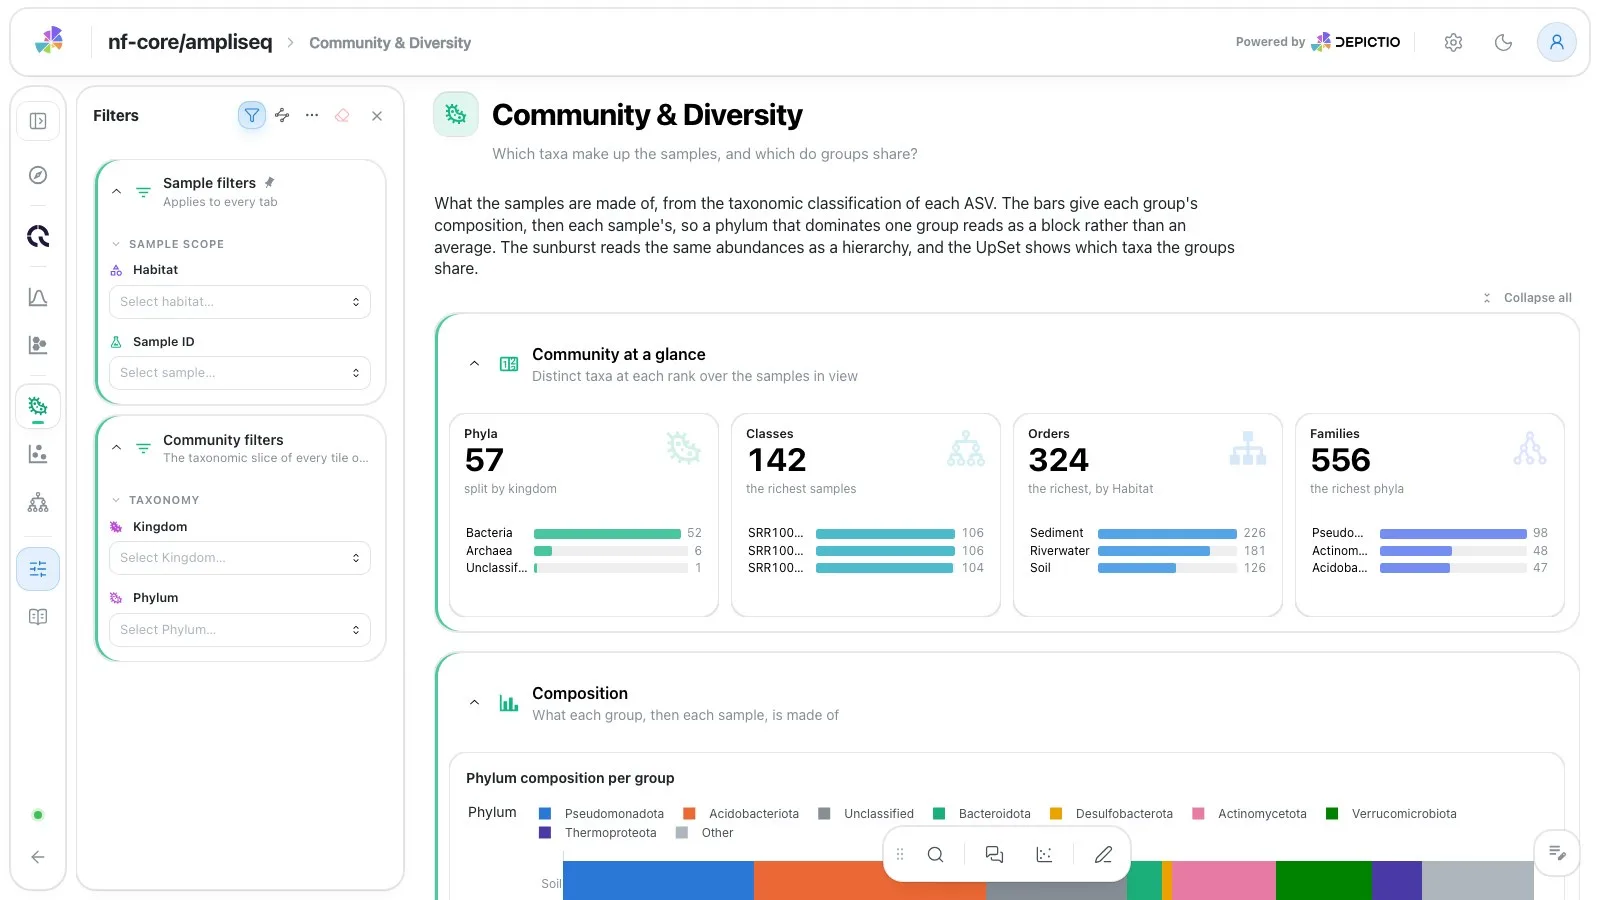 nf-core/ampliseq
Community & Diversity
Powered by DEPICTIO
Filters
Sample filters
Applies to every tab
SAMPLE SCOPE
Habitat
Select habitat...
Sample ID
Select sample...
Community filters
The taxonomic slice of every tile o...
TAXONOMY
Kingdom
Select Kingdom...
Phylum
Select Phylum...
Community & Diversity
Which taxa make up the samples, and which do groups share?
What the samples are made of, from the taxonomic classification of each ASV. The bars give each group's
composition, then each sample's, so a phylum that dominates one group reads as a block rather than an
average. The sunburst reads the same abundances as a hierarchy, and the UpSet shows which taxa the groups
share.
Collapse all
Community at a glance
Distinct taxa at each rank over the samples in view
Phyla
57
split by kingdom
Bacteria 52
Archaea 6
Unclassif... 1
Classes
142
the richest samples
SRR100... 106
SRR100... 106
SRR100... 104
Orders
324
the richest, by Habitat
Sediment 226
Riverwater 181
Soil 126
Families
556
the richest phyla
Pseudo... 98
Actinom... 48
Acidoba... 47
Composition
What each group, then each sample, is made of
Phylum composition per group
Phylum Pseudomonadota Acidobacteriota Unclassified Bacteroidota Desulfobacterota Actinomycetota Verrucomicrobiota
Thermoproteota Other
Soil